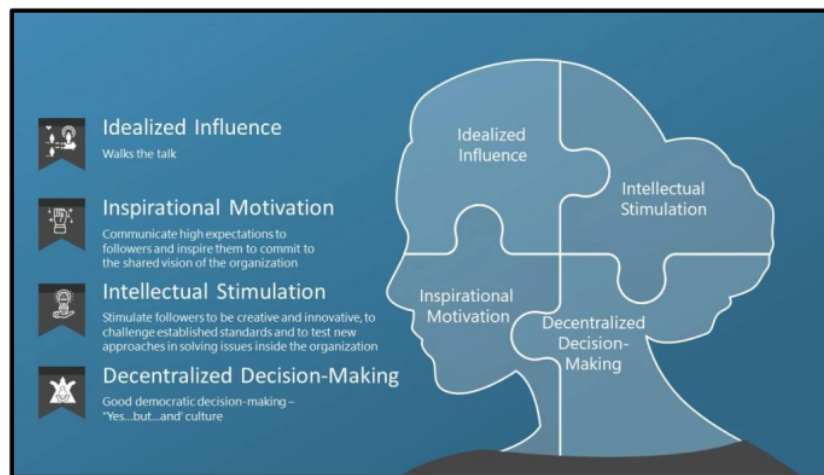 Idealized Influence
Walks the talk
Inspirational Motivation
Communicate high expectations to
followers and inspire them to commit to
the shared vision of the organization
Intellectual Stimulation
Stimulate followers to be creative and innovative, to
challenge established standards and to test new
approaches in solving issues inside the organization
Decentralized Decision-Making
Good democratic decision-making –
“Yes...but...and’ culture
Idealized
Influence
Intellectual
Stimulation
Inspirational
Motivation
Decentralized
Decision-
Making